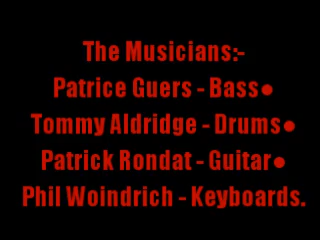 The Musicians:-
Patrice Guers - Bass●
Tommy Aldridge - Drums●
Patrick Rondat - Guitar●
Phil Woindrich - Keyboards.